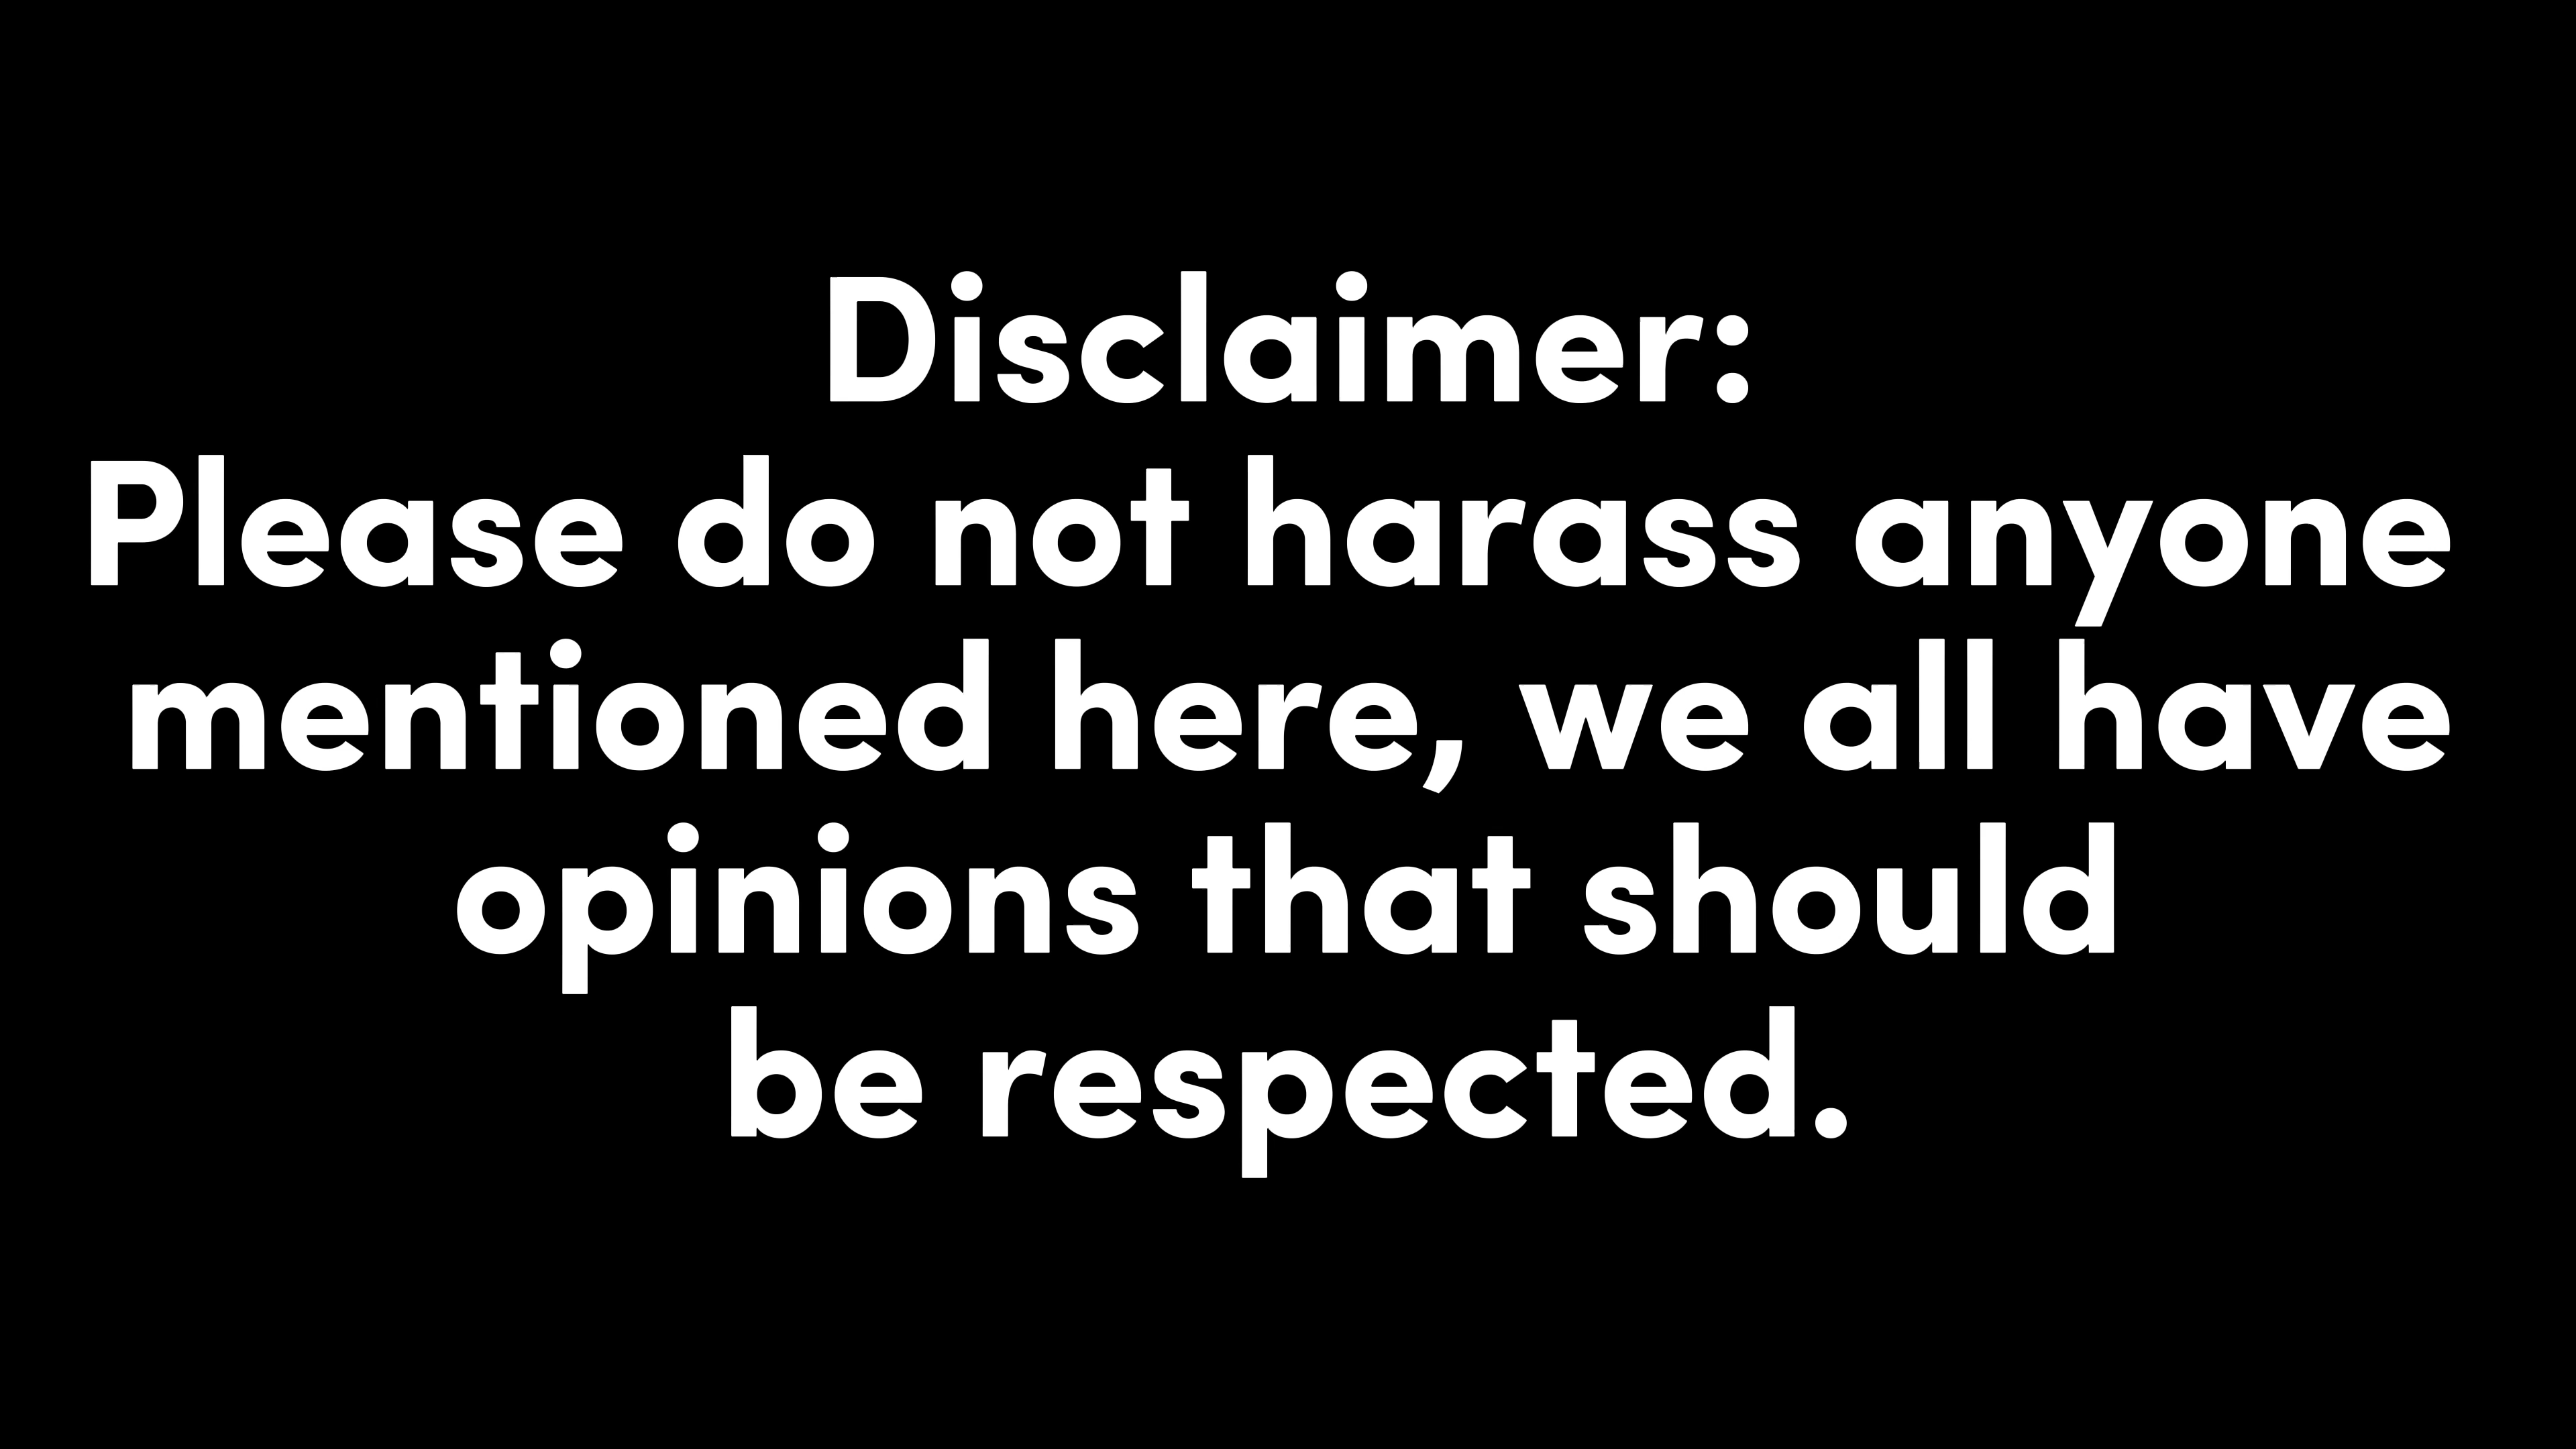 Disclaimer:
Please do not harass anyone
mentioned here, we all have
opinions that should
be respected.